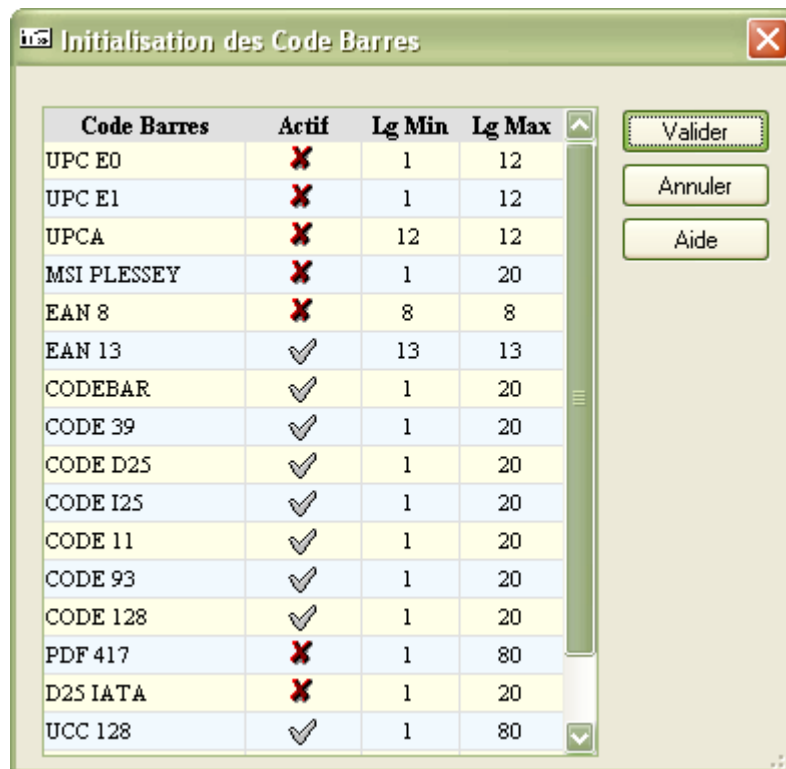 Initialisation des Code Barres
Code Barres Actif Lg Min Lg Max
UPC E0 1 12
UPC E1 1 12
UPCA 12 12
MSI PLESSEY 1 20
EAN 8 8 8
EAN 13 13 13
CODEBAR 1 20
CODE 39 1 20
CODE D25 1 20
CODE I25 1 20
CODE 11 1 20
CODE 93 1 20
CODE 128 1 20
PDF 417 1 80
D25 IATA 1 20
UCC 128 1 80
Valider
Annuler
Aide